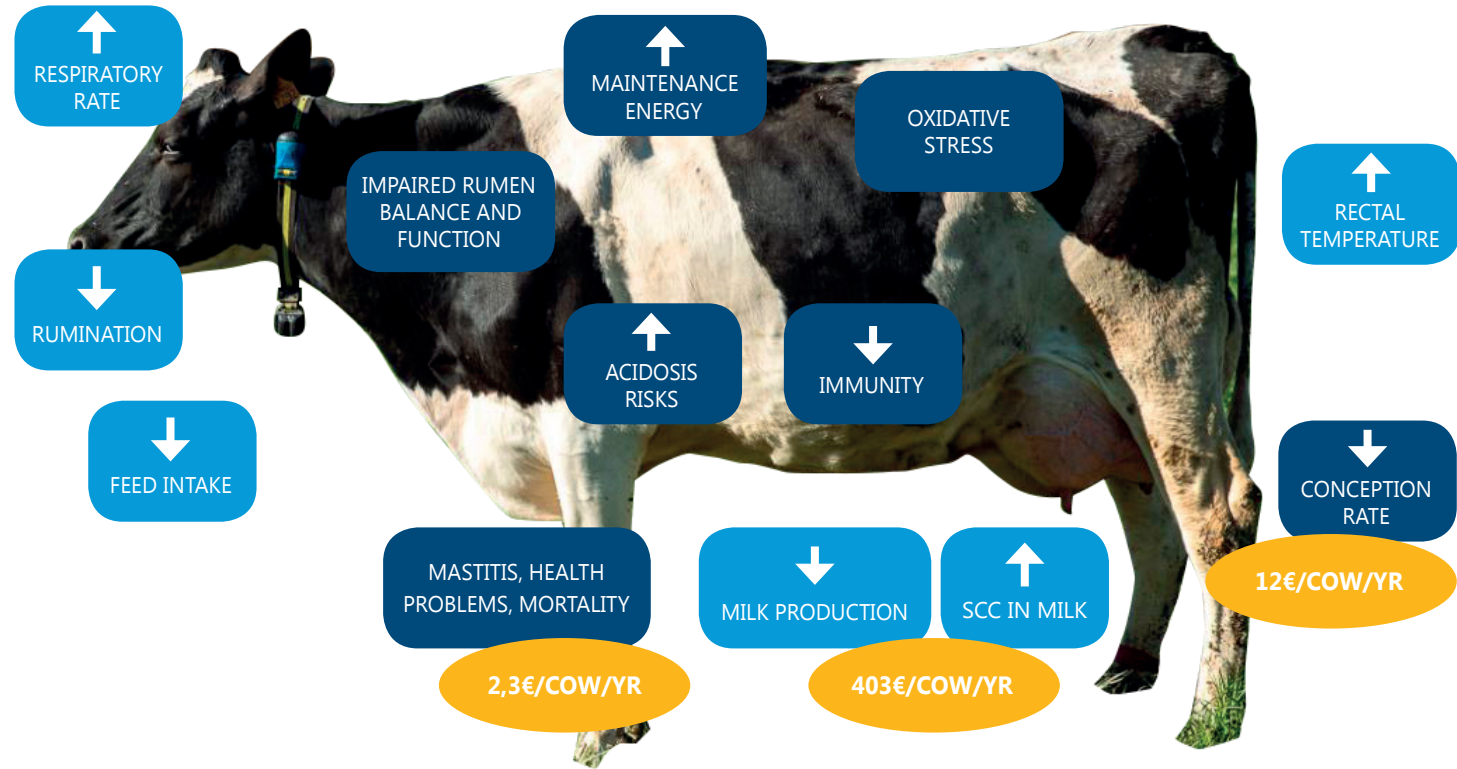 RESPIRATORY
RATE
MAINTENANCE
ENERGY
OXIDATIVE
STRESS
IMPAIRED RUMEN
BALANCE AND
FUNCTION
RECTAL
TEMPERATURE
RUMINATION
ACIDOSIS
RISKS
IMMUNITY
FEED INTAKE
CONCEPTION
RATE
12€/COW/YR
MASTITIS, HEALTH
PROBLEMS, MORTALITY
2,3€/COW/YR
MILK PRODUCTION
SCC IN MILK
403€/COW/YR